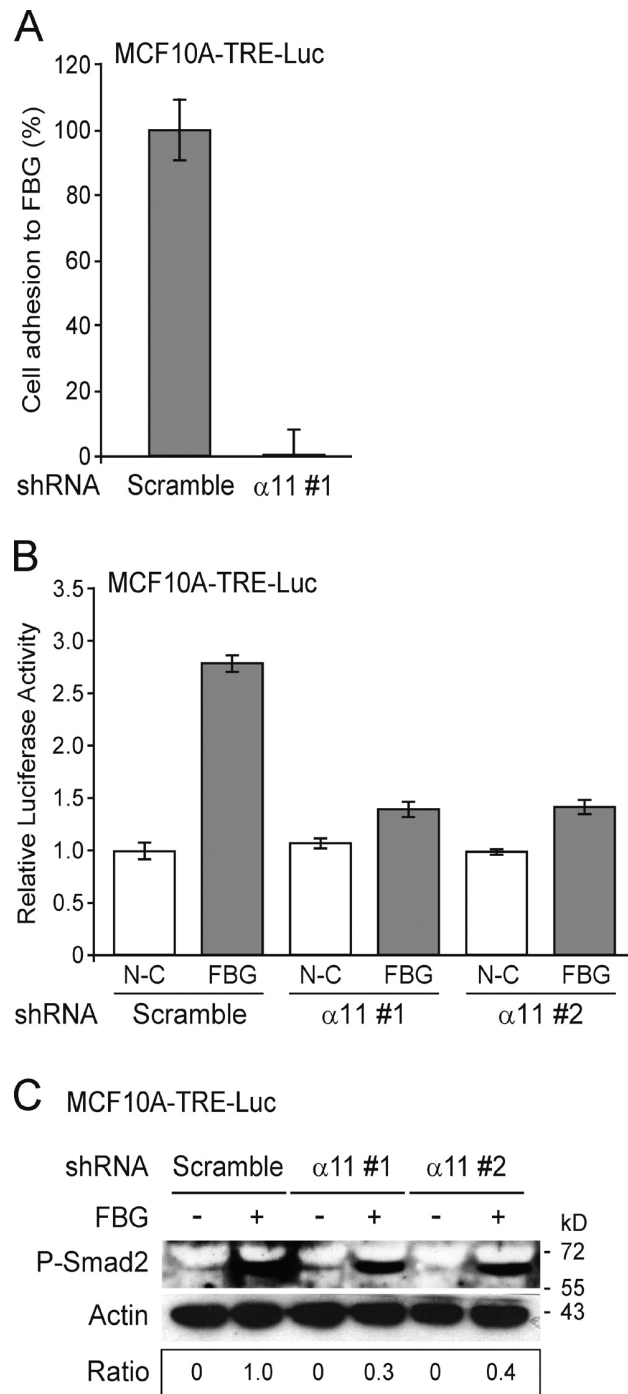 A
MCF10A-TRE-Luc
Cell adhesion to FBG (%)
120
100
80
60
40
20
0
shRNA Scramble α11 #1
B
MCF10A-TRE-Luc
Relative Luciferase Activity
3.5
3.0
2.5
2.0
1.5
1.0
0.5
0
N-C FBG N-C FBG N-C FBG
shRNA Scramble α11 #1 α11 #2
C MCF10A-TRE-Luc
shRNA Scramble α11 #1 α11 #2
FBG - + - + - + kD
P-Smad2 - 72
- 55
Actin - 43
Ratio 0 1.0 0 0.3 0 0.4